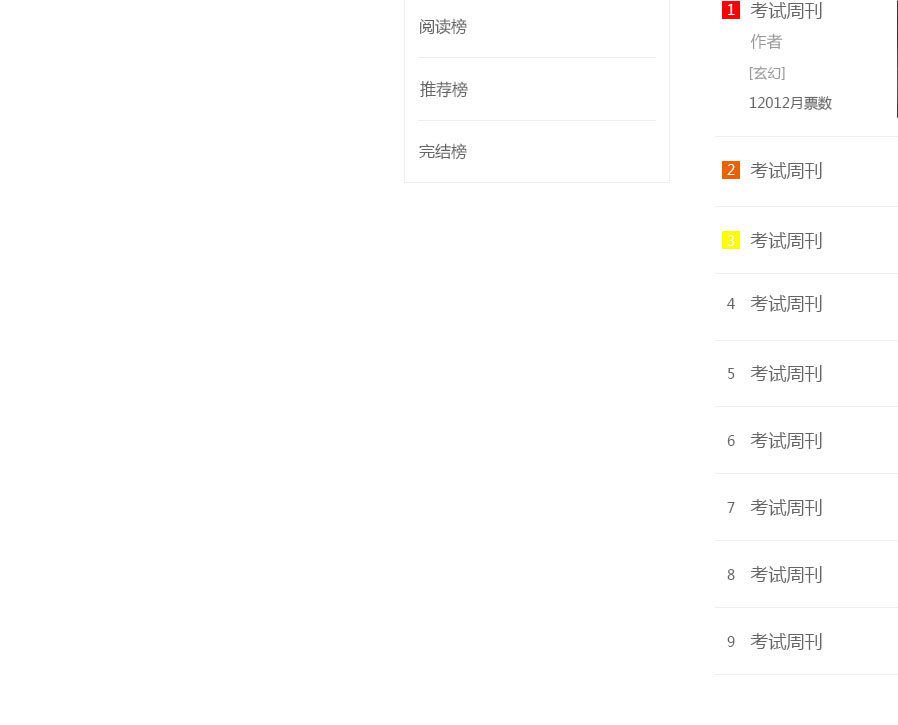 阅读榜
推荐榜
完结榜
1 考试周刊
作者
[玄幻]
12012月票数
2 考试周刊
3 考试周刊
4 考试周刊
5 考试周刊
6 考试周刊
7 考试周刊
8 考试周刊
9 考试周刊